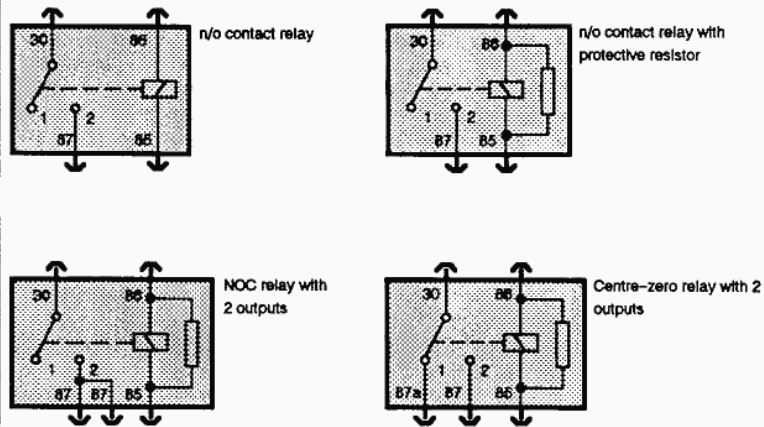 30 86
n/o contact relay
1 2
87 85
30 86
n/o contact relay with
protective resistor
1 2
87 85
30 86
NOC relay with
2 outputs
1 2
87 87 85
30 86
Centre-zero relay with 2
outputs
1 2
87a 87 85